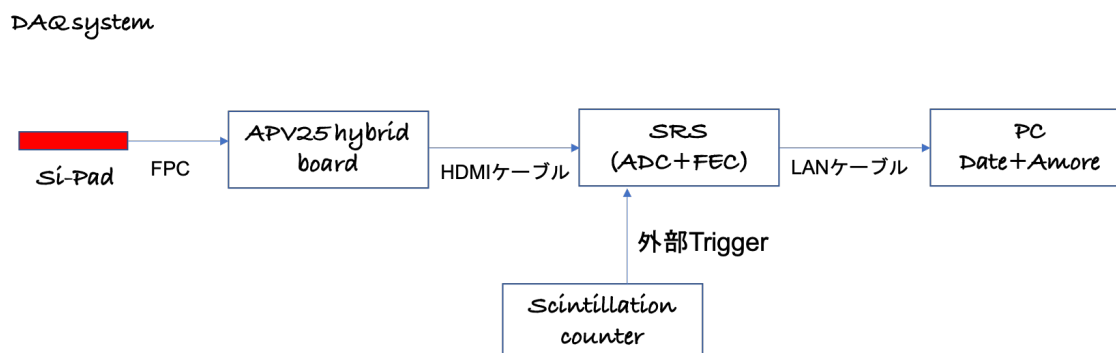 DAQ system
Si-Pad
FPC
APV25 hybrid
board
HDMIケーブル
SRS
(ADC+FEC)
LANケーブル
PC
Date+Amore
外部Trigger
Scintillation
counter